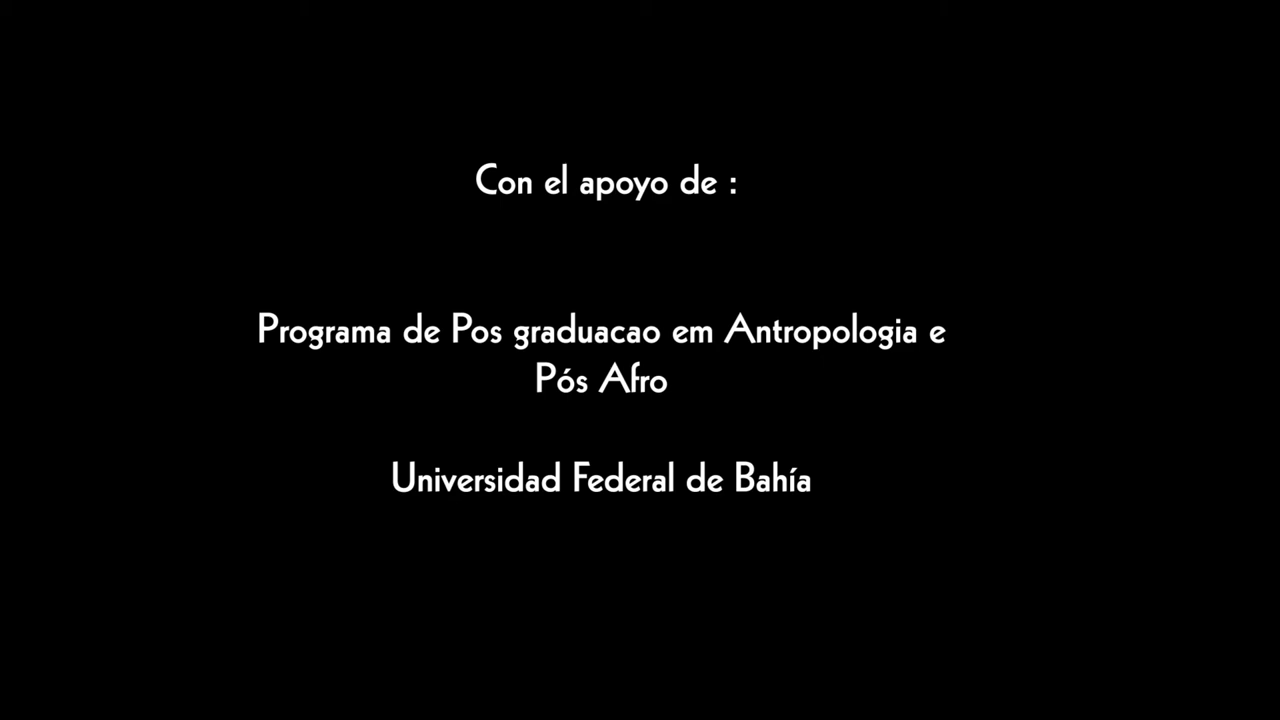 Con el apoyo de :
Programa de Pos graduacao em Antropologia e
Pós Afro
Universidad Federal de Bahía